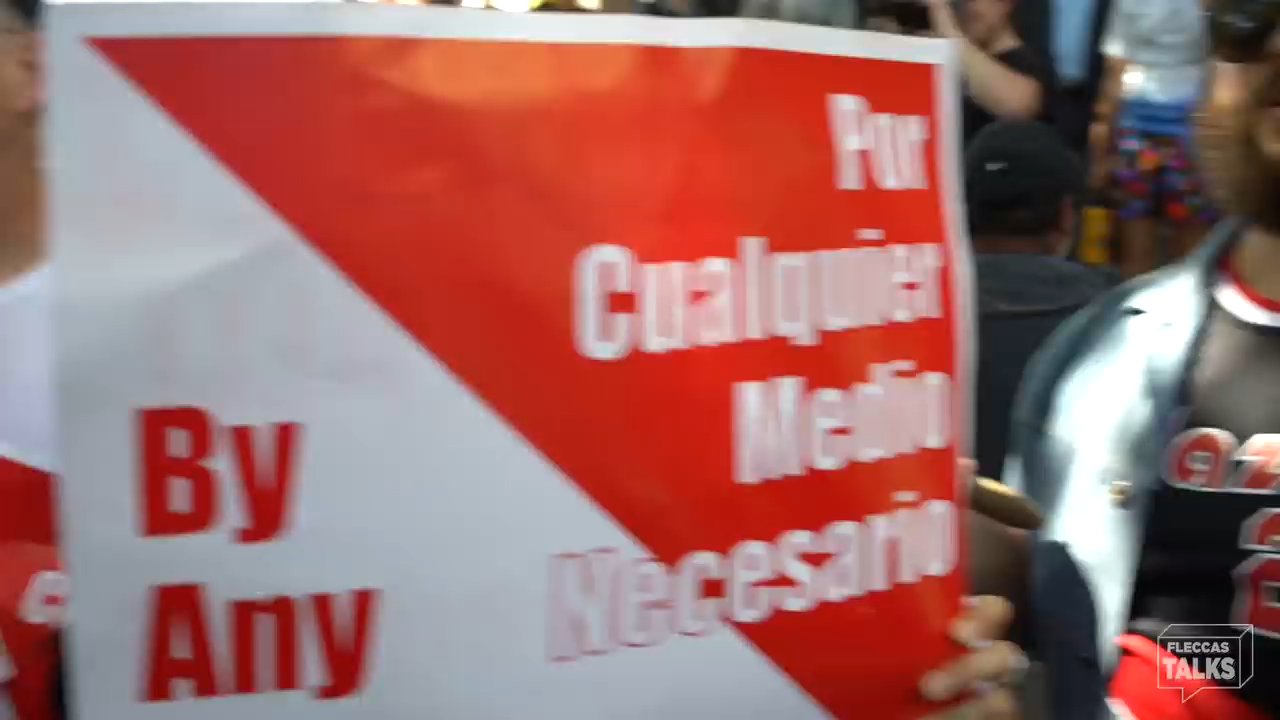 Por
Cualquier
Medio
Necesario
By
Any
FLECCAS
TALKS